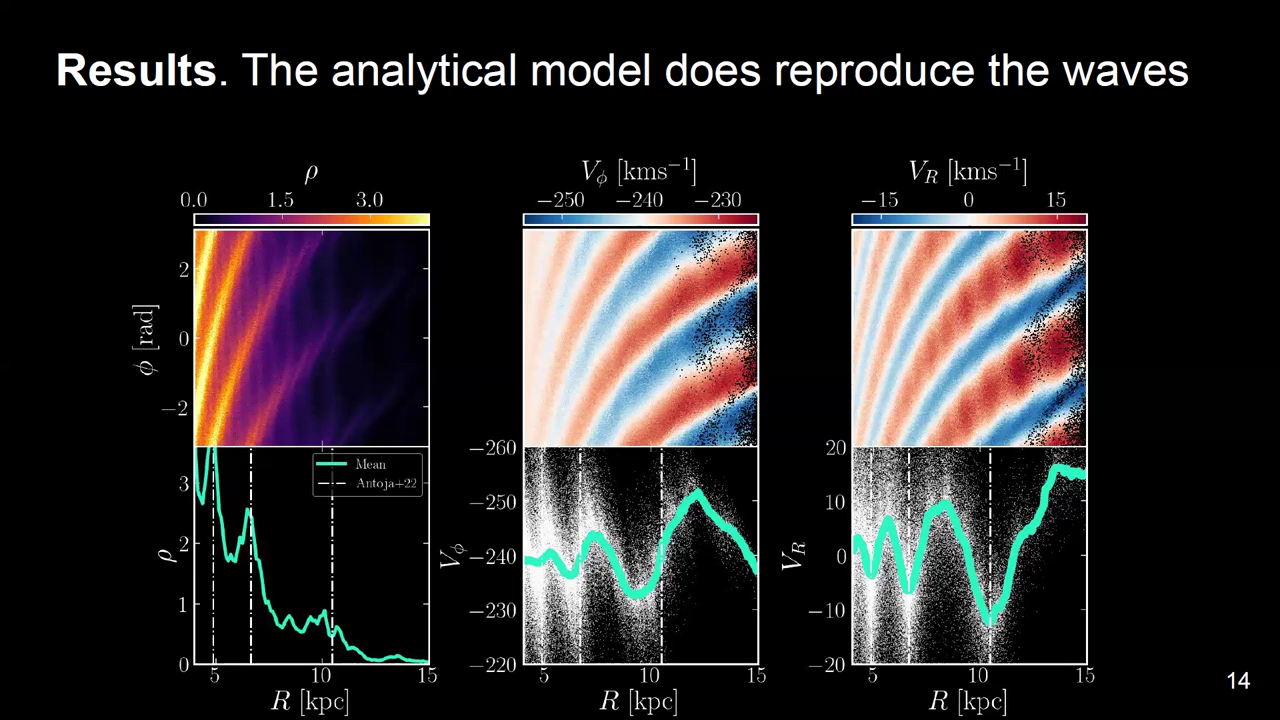 Results. The analytical model does reproduce the waves
ρ
0.0 1.5 3.0
V_ϕ [kms⁻¹]
−250 −240 −230
V_R [kms⁻¹]
−15 0 15
ϕ [rad]
2
0
−2
Mean
Antoja+22
ρ
3
2
1
0
5 10 15
R [kpc]
V_ϕ
−260
−250
−240
−230
−220
5 10 15
R [kpc]
V_R
20
10
0
−10
−20
5 10 15
R [kpc]
14